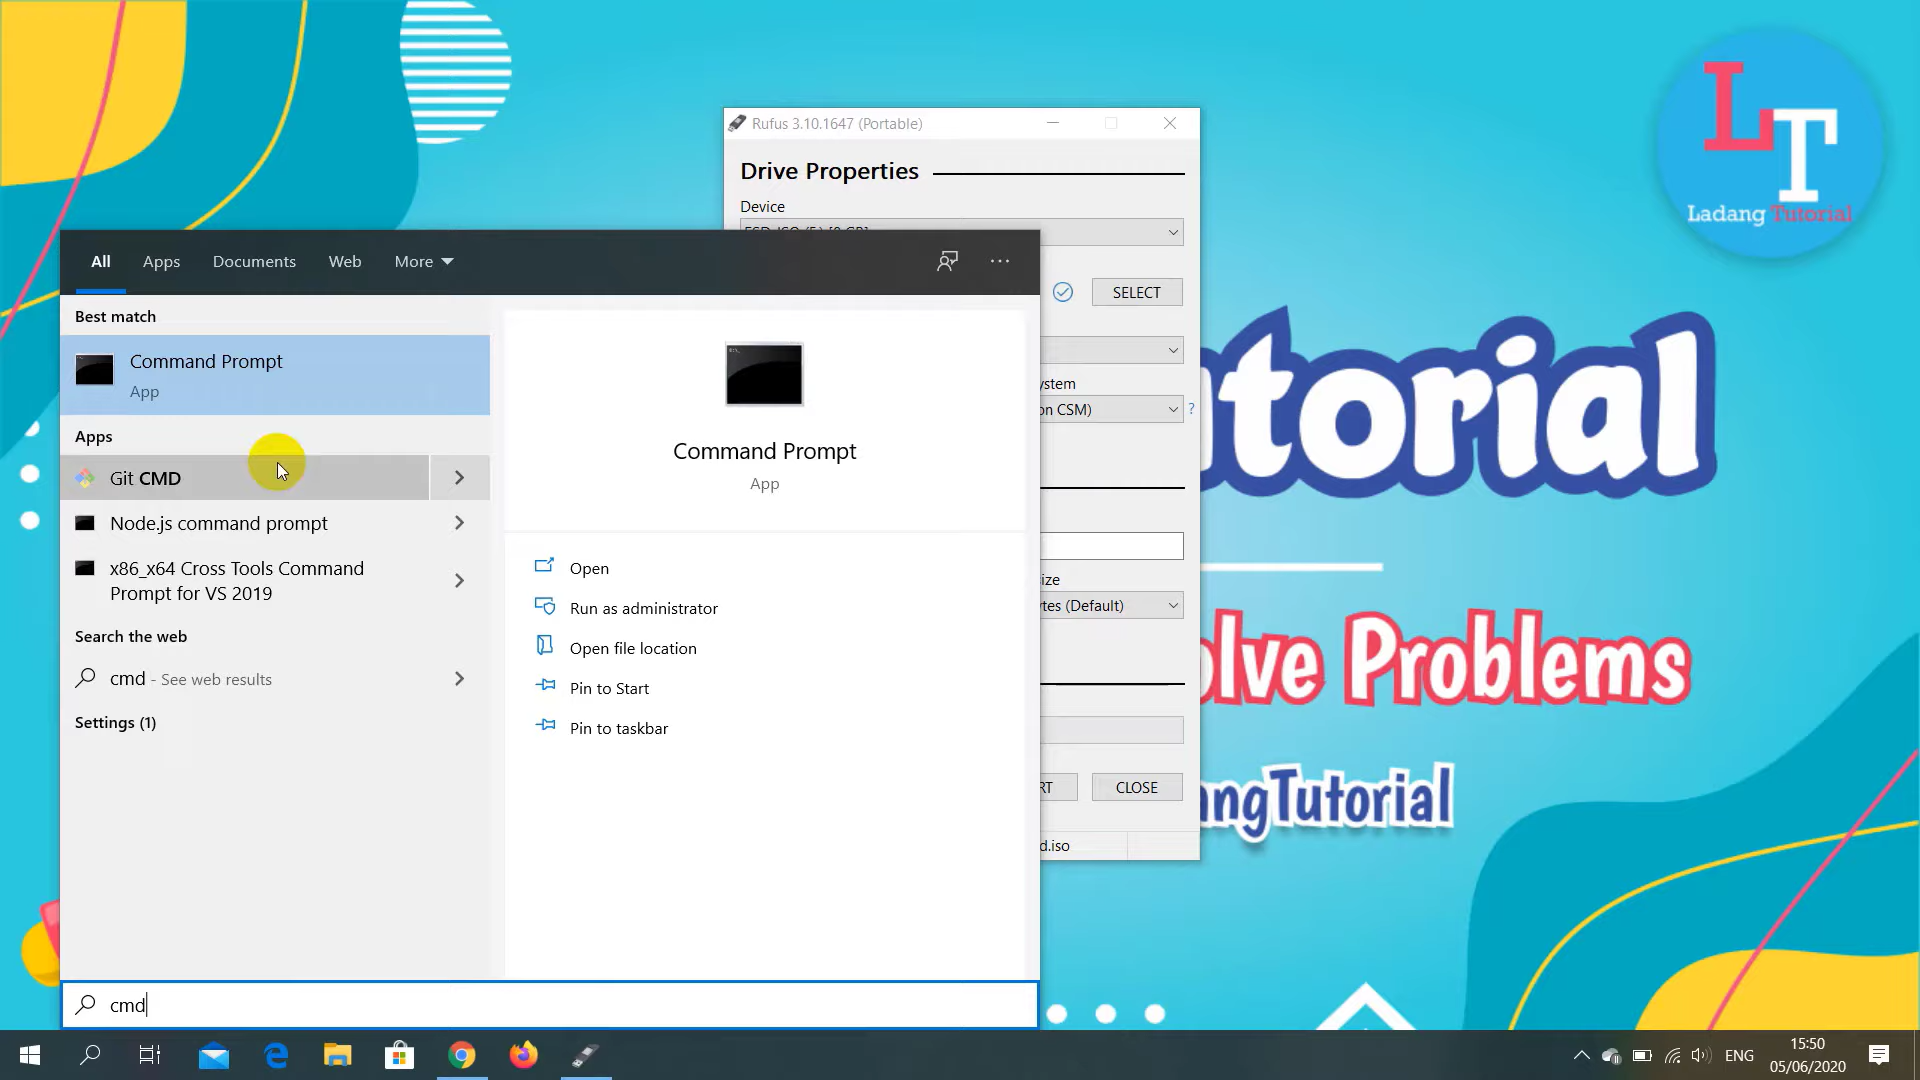 LT
Ladang Tutorial
Rufus 3.10.1647 (Portable)
Drive Properties
Device
SELECT
ystem
on CSM)
?
ize
ytes (Default)
RT
CLOSE
d.iso
All
Apps
Documents
Web
More
Best match
Command Prompt
App
Apps
Git CMD
Node.js command prompt
x86_x64 Cross Tools Command
Prompt for VS 2019
Search the web
cmd - See web results
Settings (1)
Command Prompt
App
Open
Run as administrator
Open file location
Pin to Start
Pin to taskbar
cmd
torial
lve Problems
angTutorial
ENG
15:50
05/06/2020